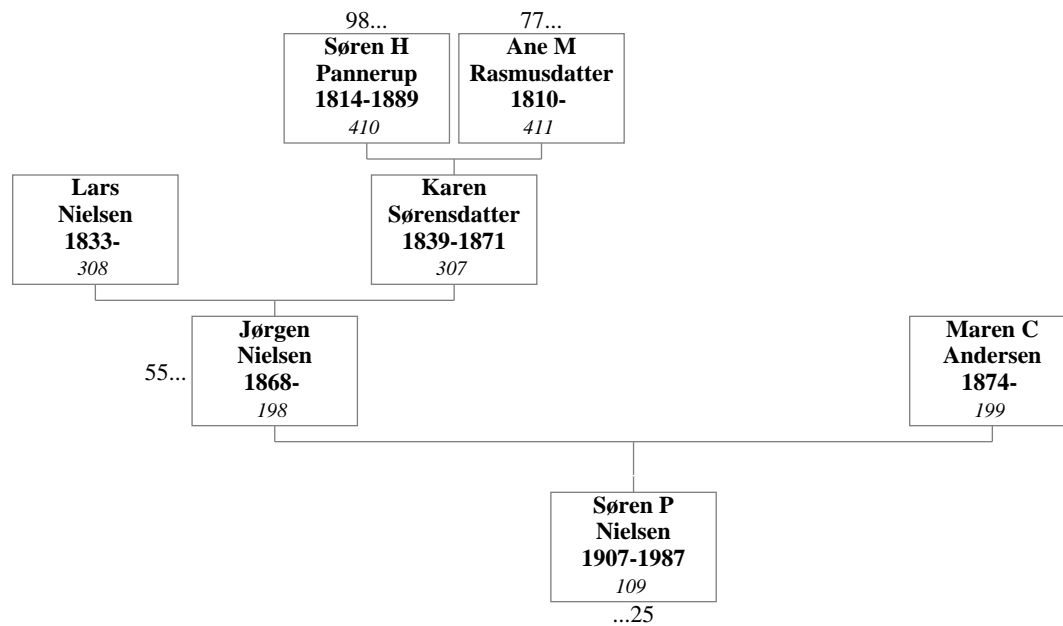 98...
Søren H
Pannerup
1814-1889
410
77...
Ane M
Rasmusdatter
1810-
411
Lars
Nielsen
1833-
308
Karen
Sørensdatter
1839-1871
307
55...
Jørgen
Nielsen
1868-
198
Maren C
Andersen
1874-
199
Søren P
Nielsen
1907-1987
109
...25